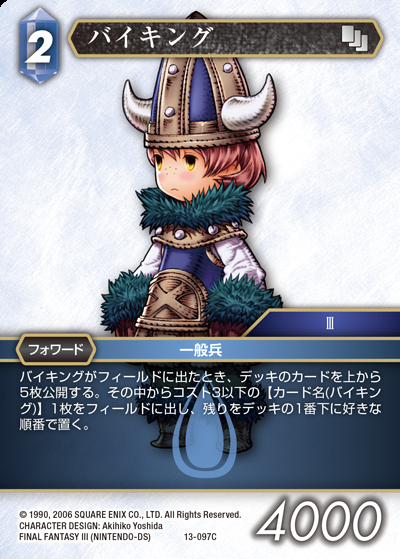 2
バイキング
III
フォワード
一般兵
バイキングがフィールドに出たとき、デッキのカードを上から
5枚公開する。その中からコスト3以下の【カード名(バイキン
グ)】1枚をフィールドに出し、残りをデッキの1番下に好きな
順番で置く。
© 1990, 2006 SQUARE ENIX CO., LTD. All Rights Reserved.
CHARACTER DESIGN: Akihiko Yoshida
FINAL FANTASY III (NINTENDO-DS)
13-097C
4000